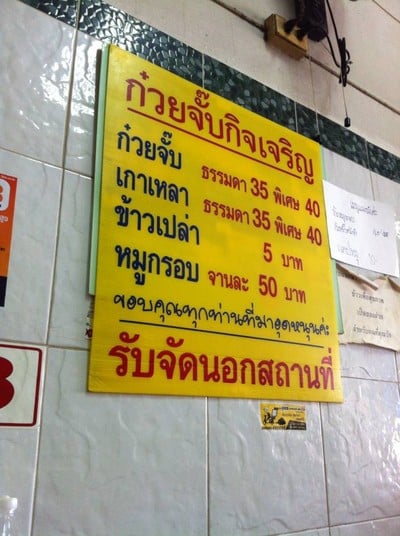 ก๋วยจั๊บกิจเจริญ
ก๋วยจั๊บ ธรรมดา 35 พิเศษ 40
เกาเหลา ธรรมดา 35 พิเศษ 40
ข้าวเปล่า 5 บาท
หมูกรอบ จานละ 50 บาท
ขอบคุณทุกท่านที่มาอุดหนุนค่ะ
รับจัดนอกสถานที่